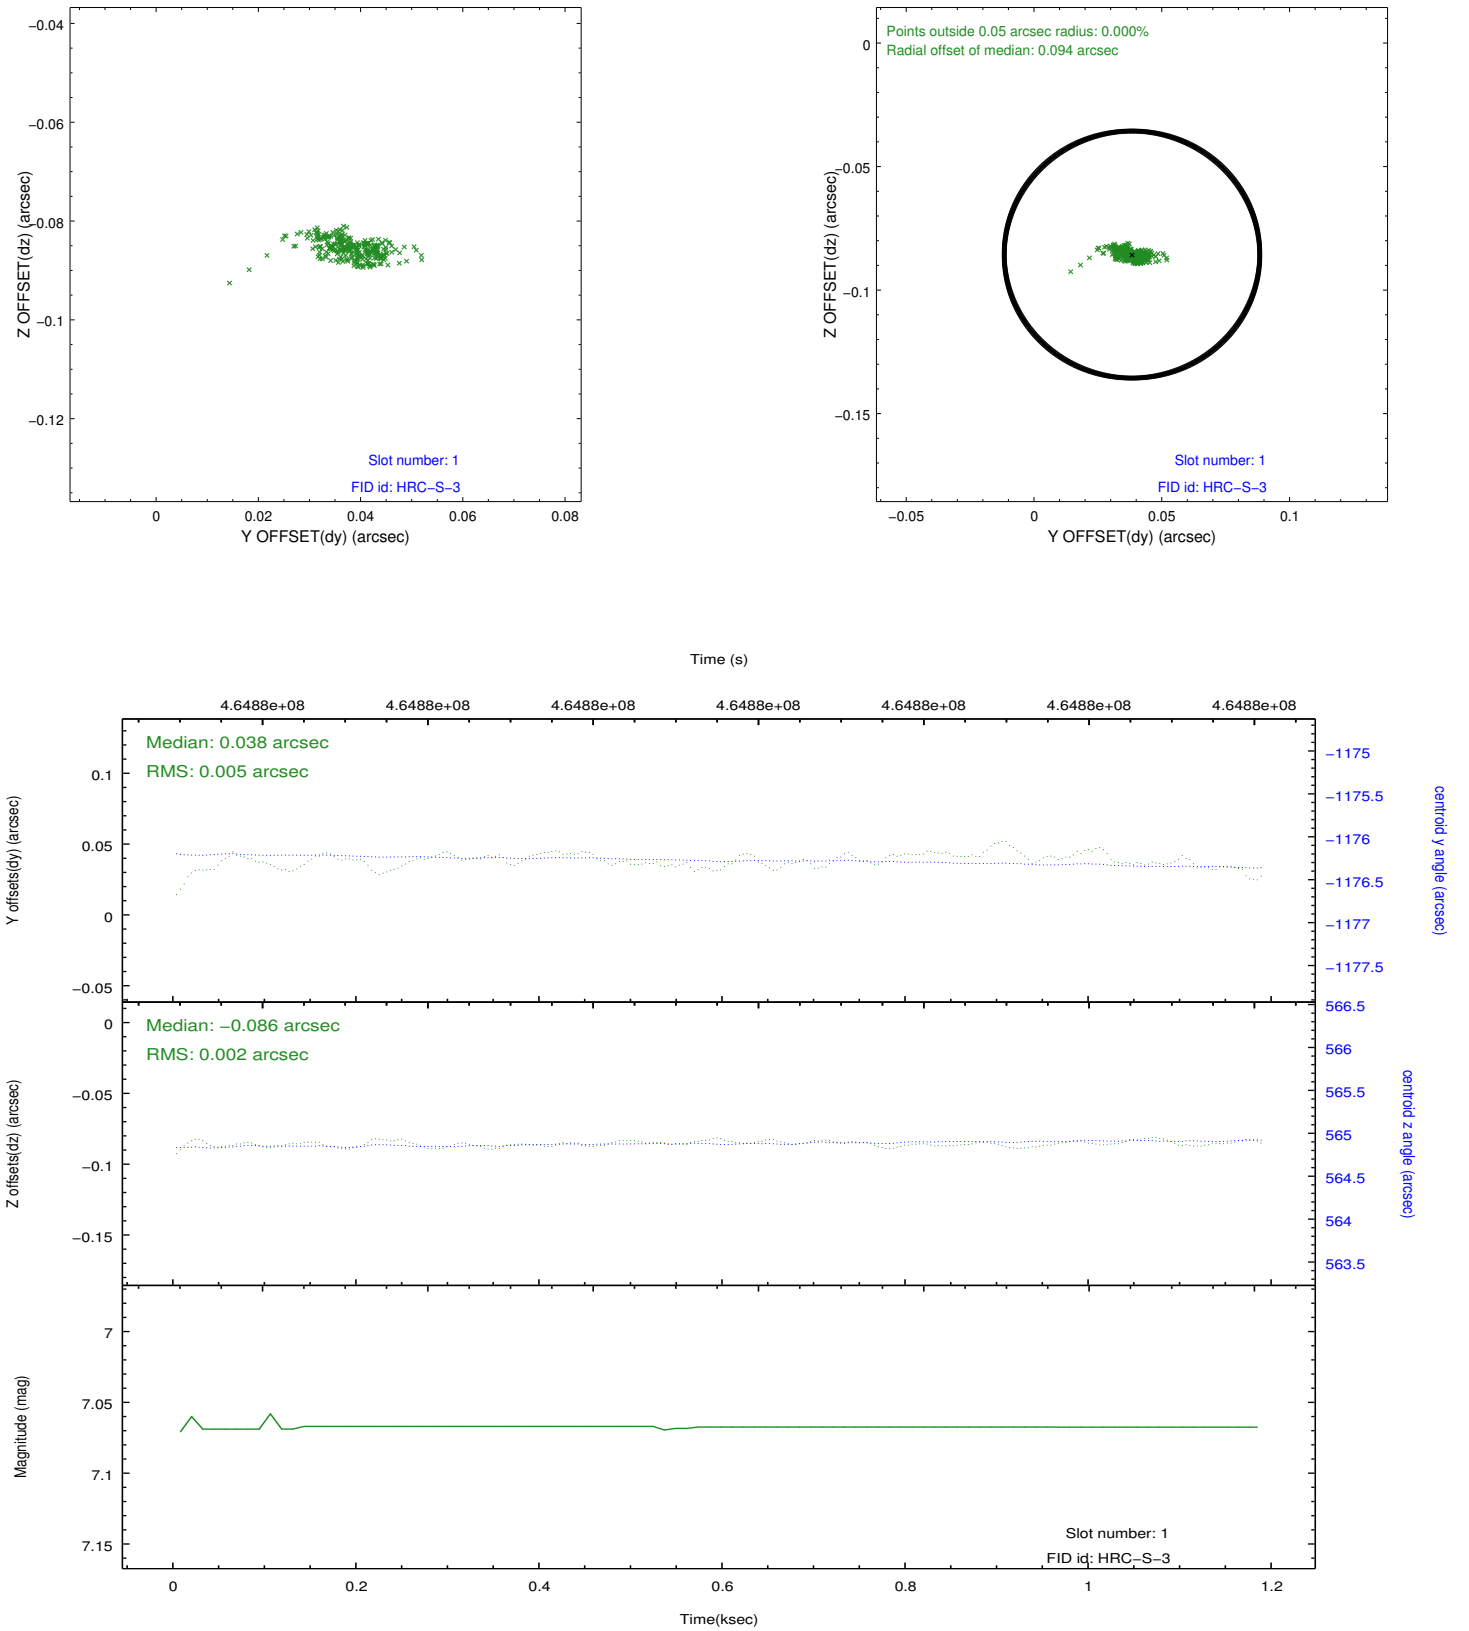 −0.04
−0.06
−0.08
−0.1
−0.12
Z OFFSET(dz) (arcsec)
Slot number: 1
FID id: HRC−S−3
0 0.02 0.04 0.06 0.08
Y OFFSET(dy) (arcsec)
Points outside 0.05 arcsec radius: 0.000%
Radial offset of median: 0.094 arcsec
0
−0.05
−0.1
−0.15
Z OFFSET(dz) (arcsec)
Slot number: 1
FID id: HRC−S−3
−0.05 0 0.05 0.1
Y OFFSET(dy) (arcsec)
Time (s)
4.6488e+08 4.6488e+08 4.6488e+08 4.6488e+08 4.6488e+08 4.6488e+08 4.6488e+08
Median: 0.038 arcsec
RMS: 0.005 arcsec
0.1
0.05
0
−0.05
Y offsets(dy) (arcsec)
−1175
−1175.5
−1176
−1176.5
−1177
−1177.5
centroid y angle (arcsec)
Median: −0.086 arcsec
RMS: 0.002 arcsec
0
−0.05
−0.1
−0.15
Z offsets(dz) (arcsec)
566.5
566
565.5
565
564.5
564
563.5
centroid z angle (arcsec)
7
7.05
7.1
7.15
Magnitude (mag)
Slot number: 1
FID id: HRC−S−3
0 0.2 0.4 0.6 0.8 1 1.2
Time(ksec)